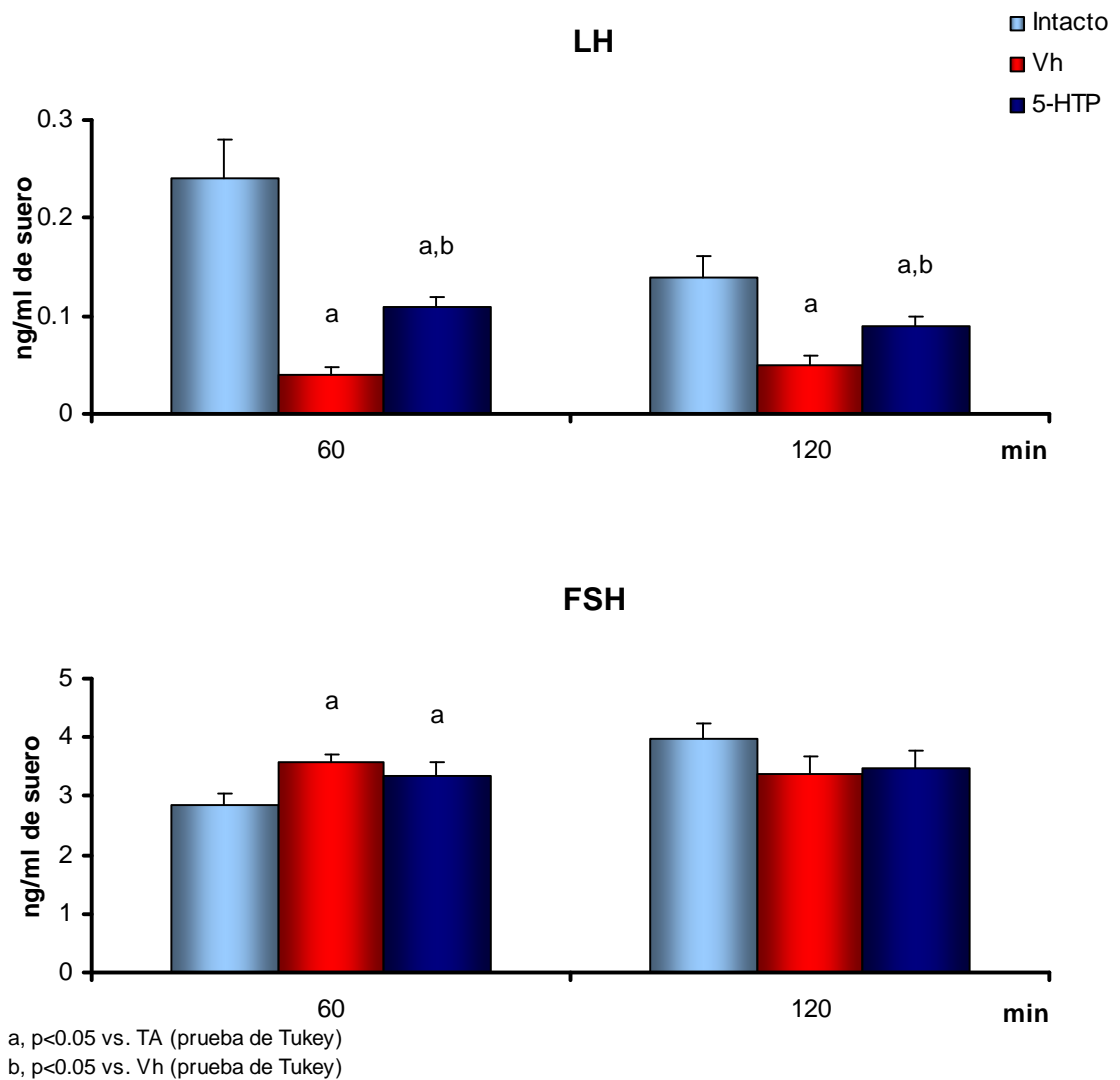 LH
Intacto
Vh
5-HTP
ng/ml de suero
0.3
0.2
0.1
0
a
a,b
a
a,b
60
120
min
FSH
ng/ml de suero
5
4
3
2
1
0
a
a
60
120
min
a, p<0.05 vs. TA (prueba de Tukey)
b, p<0.05 vs. Vh (prueba de Tukey)